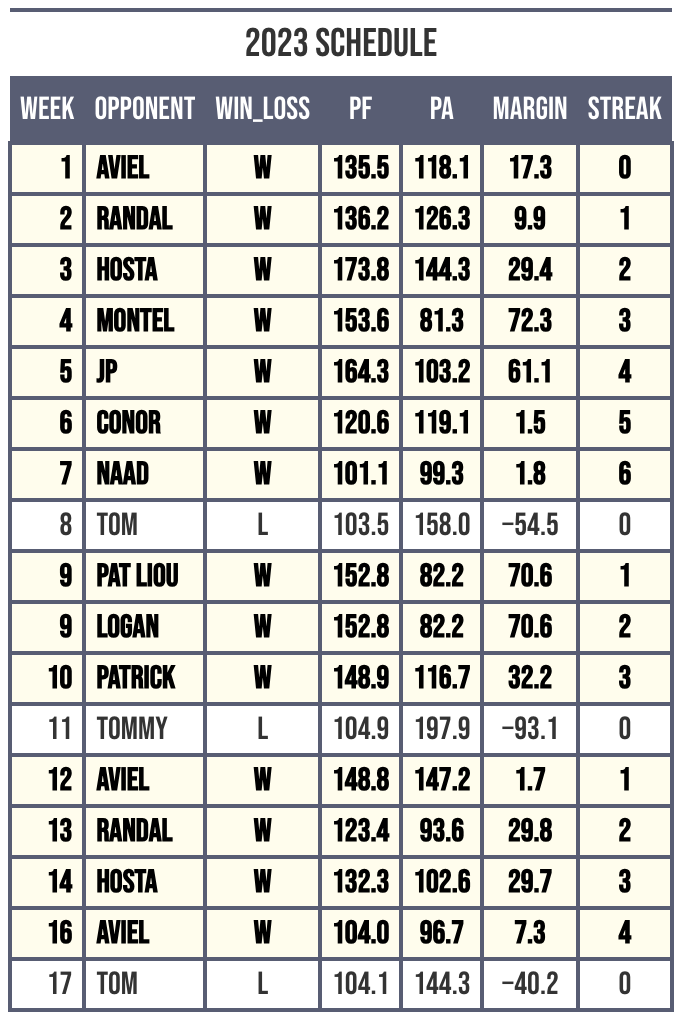 2023 SCHEDULE
WEEK OPPONENT WIN_LOSS PF PA MARGIN STREAK
1 AVIEL W 135.5 118.1 17.3 0
2 RANDAL W 136.2 126.3 9.9 1
3 HOSTA W 173.8 144.3 29.4 2
4 MONTEL W 153.6 81.3 72.3 3
5 JP W 164.3 103.2 61.1 4
6 CONOR W 120.6 119.1 1.5 5
7 NAAD W 101.1 99.3 1.8 6
8 TOM L 103.5 158.0 −54.5 0
9 PAT LIOU W 152.8 82.2 70.6 1
9 LOGAN W 152.8 82.2 70.6 2
10 PATRICK W 148.9 116.7 32.2 3
11 TOMMY L 104.9 197.9 −93.1 0
12 AVIEL W 148.8 147.2 1.7 1
13 RANDAL W 123.4 93.6 29.8 2
14 HOSTA W 132.3 102.6 29.7 3
16 AVIEL W 104.0 96.7 7.3 4
17 TOM L 104.1 144.3 −40.2 0